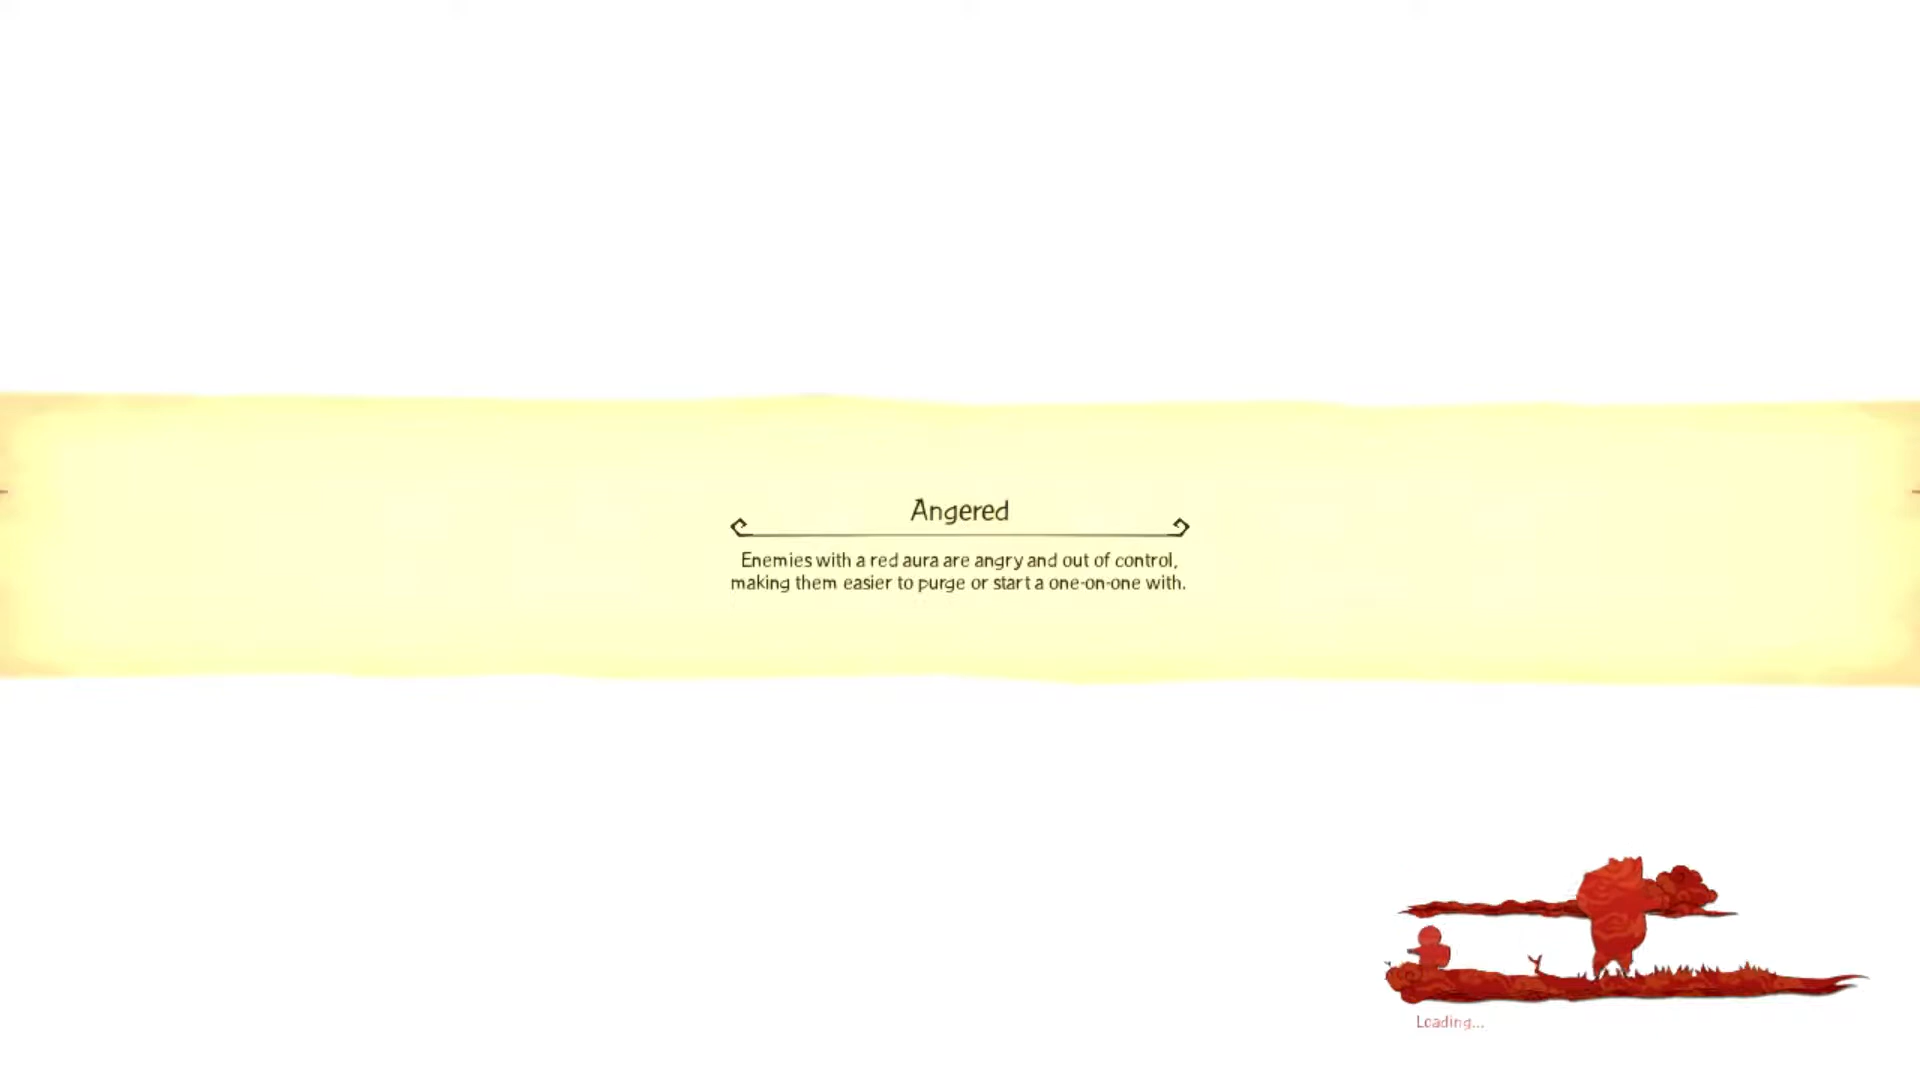 Angered
Enemies with a red aura are angry and out of control,
making them easier to purge or start a one-on-one with.
Loading...